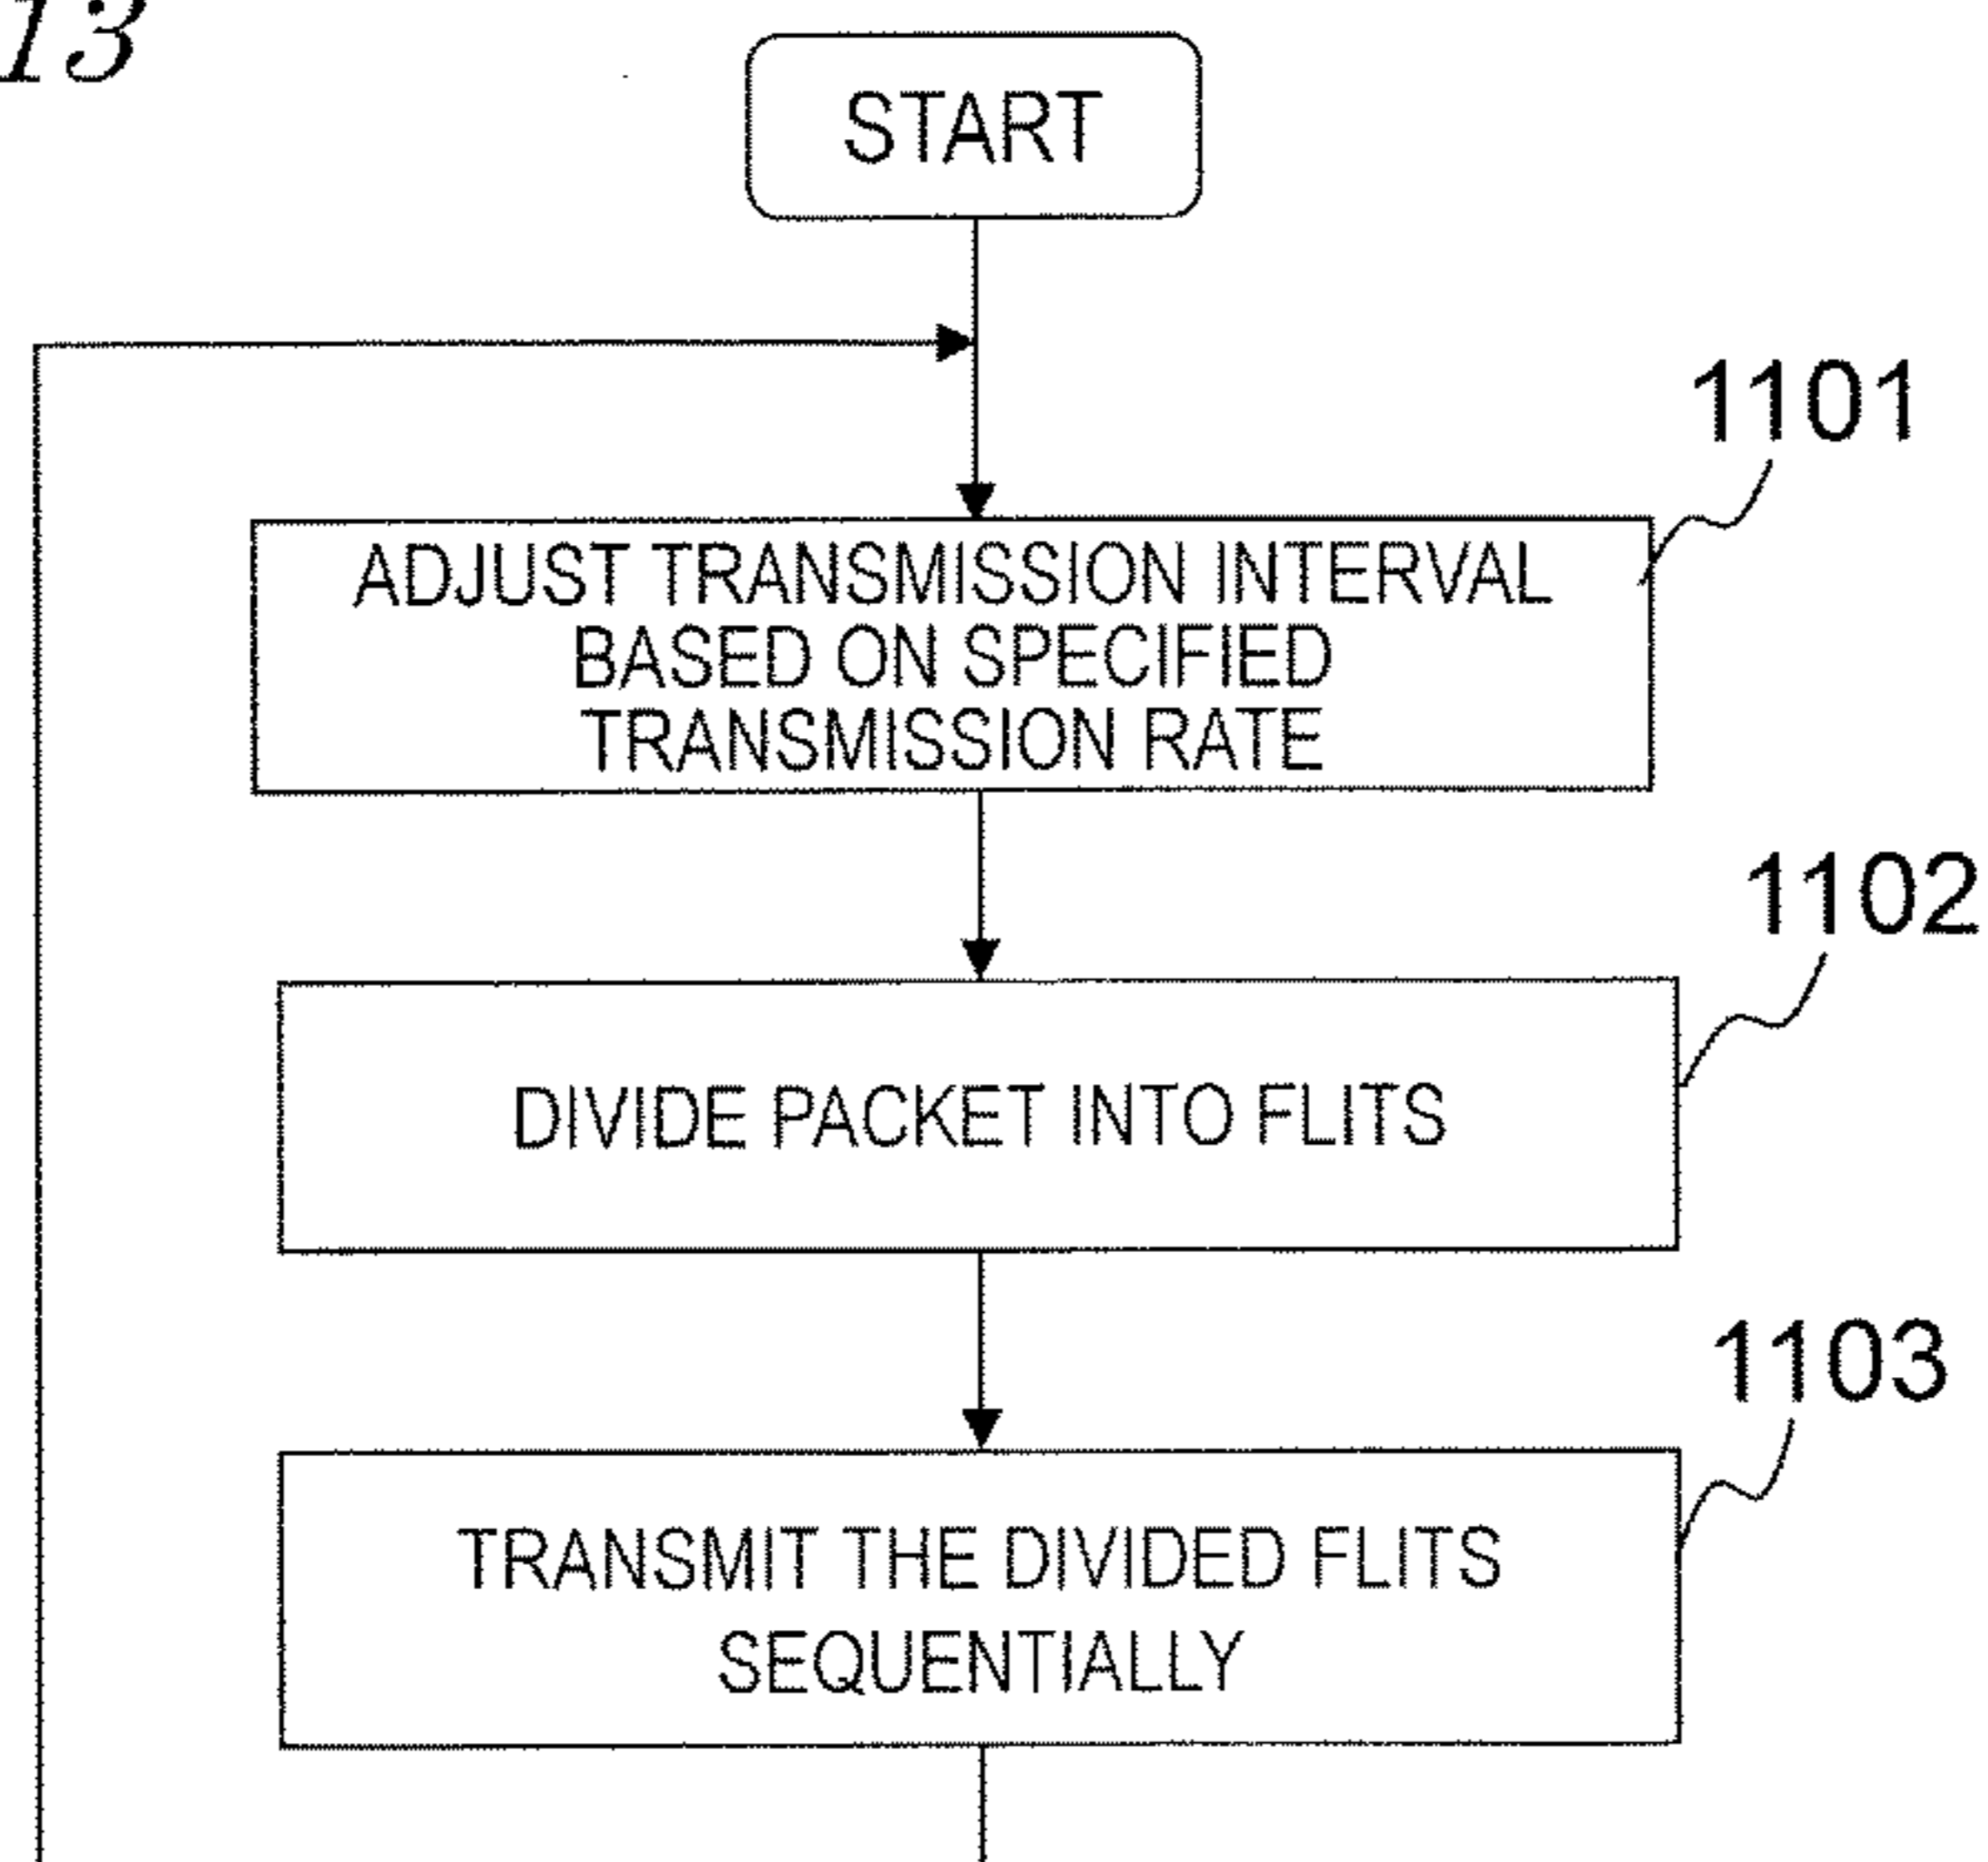 13
START
1101
ADJUST TRANSMISSION INTERVAL
BASED ON SPECIFIED
TRANSMISSION RATE
1102
DIVIDE PACKET INTO FLITS
1103
TRANSMIT THE DIVIDED FLITS
SEQUENTIALLY